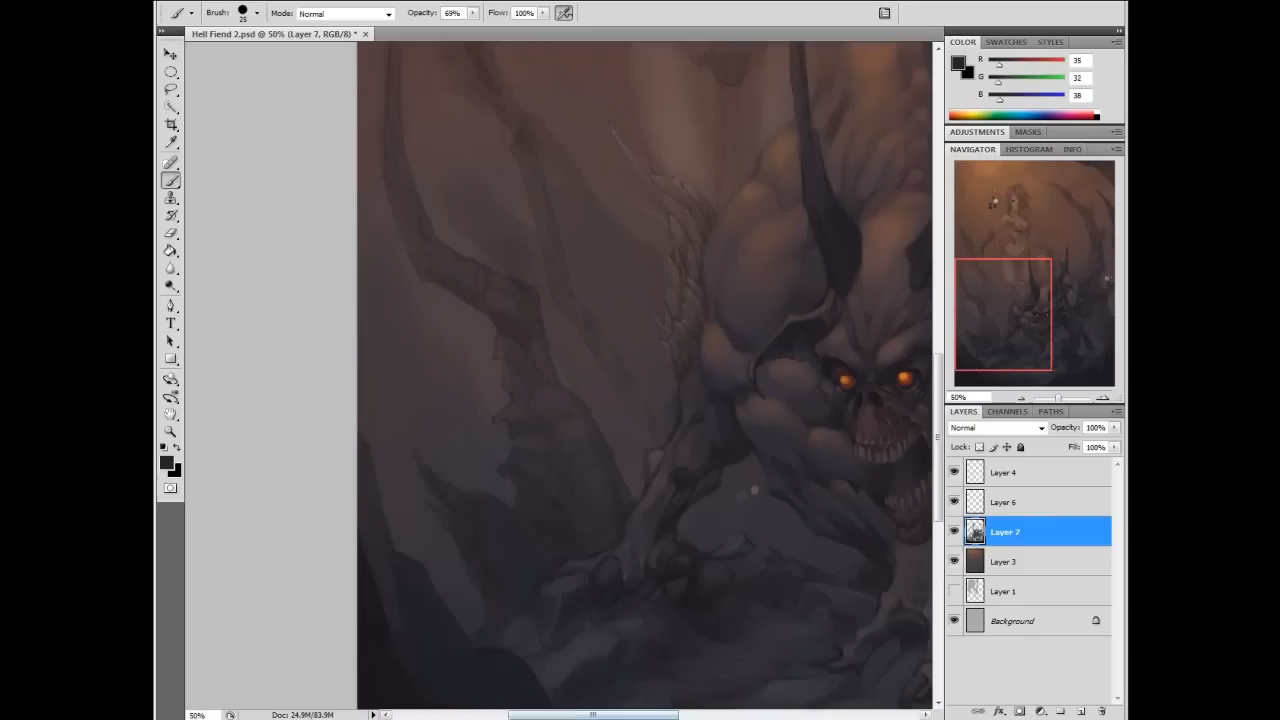 Brush: 25 Mode: Normal Opacity: 69% Flow: 100%
Hell Fiend 2.psd @ 50% (Layer 7, RGB/8) * x
COLOR SWATCHES STYLES
R 35
G 32
B 38
ADJUSTMENTS MASKS
NAVIGATOR HISTOGRAM INFO
50%
LAYERS CHANNELS PATHS
Normal Opacity: 100%
Lock: Fill: 100%
Layer 4
Layer 6
Layer 7
Layer 3
Layer 1
Background
50% Doc: 24.9M/83.9M